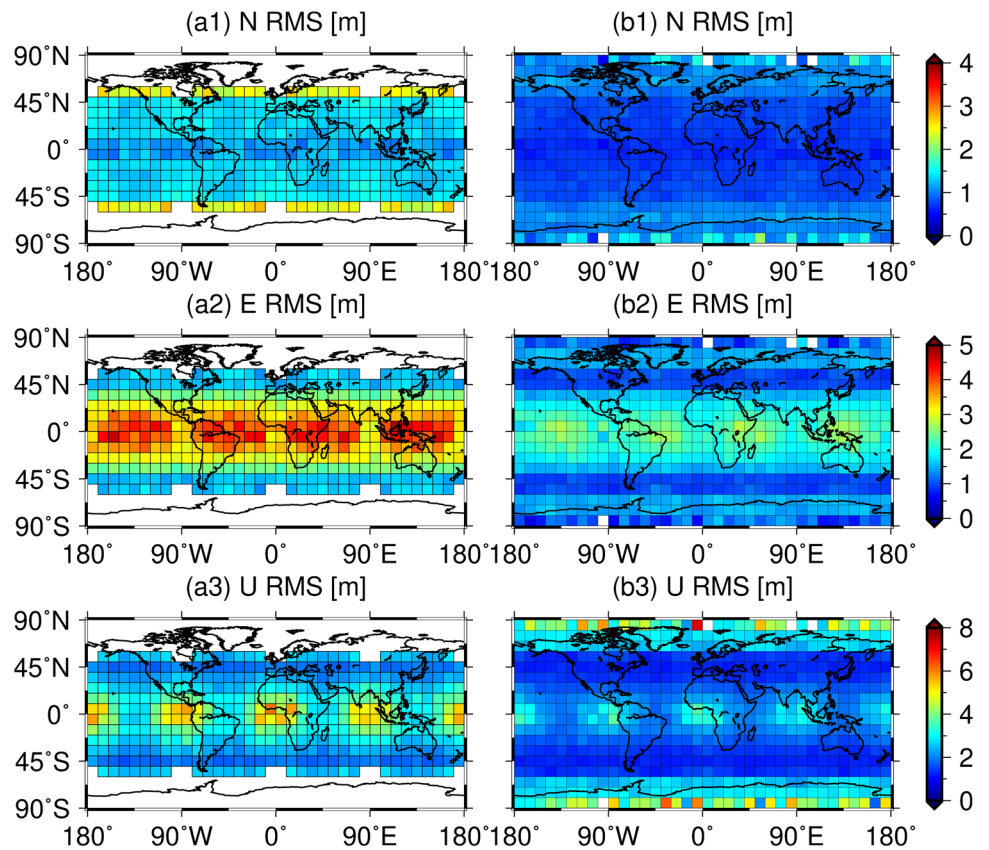 (a1) N RMS [m] (b1) N RMS [m]
90˚N 4
45˚N 3
0˚ 2
45˚S 1
90˚S 0
180˚ 90˚W 0˚ 90˚E 180˚ 90˚W 0˚ 90˚E 180˚
(a2) E RMS [m] (b2) E RMS [m]
90˚N 5
45˚N 4
3
0˚
2
45˚S 1
90˚S 0
180˚ 90˚W 0˚ 90˚E 180˚ 90˚W 0˚ 90˚E 180˚
(a3) U RMS [m] (b3) U RMS [m]
90˚N 8
45˚N 6
0˚ 4
45˚S 2
90˚S 0
180˚ 90˚W 0˚ 90˚E 180˚ 90˚W 0˚ 90˚E 180˚